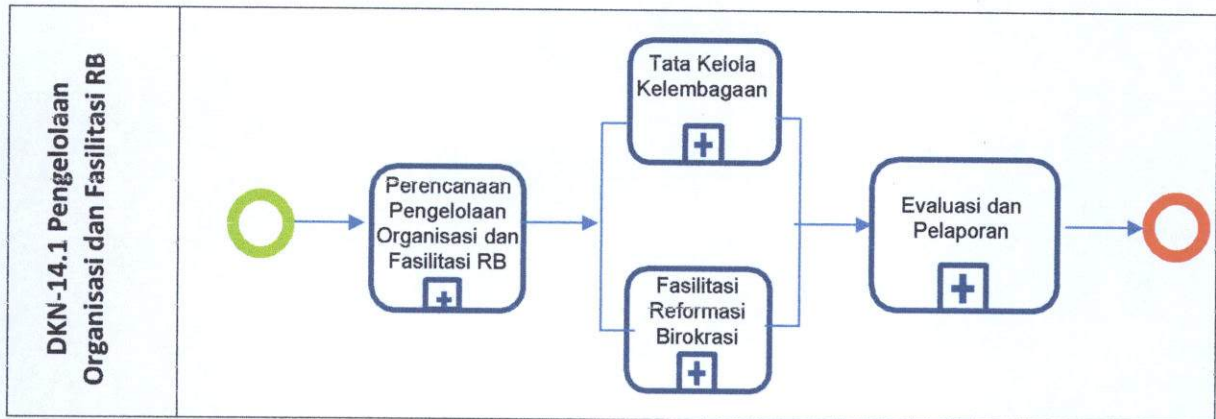 DKN-14.1 Pengelolaan
Organisasi dan Fasilitasi RB
Perencanaan
Pengelolaan
Organisasi dan
Fasilitasi RB
Tata Kelola
Kelembagaan
Fasilitasi
Reformasi
Birokrasi
Evaluasi dan
Pelaporan